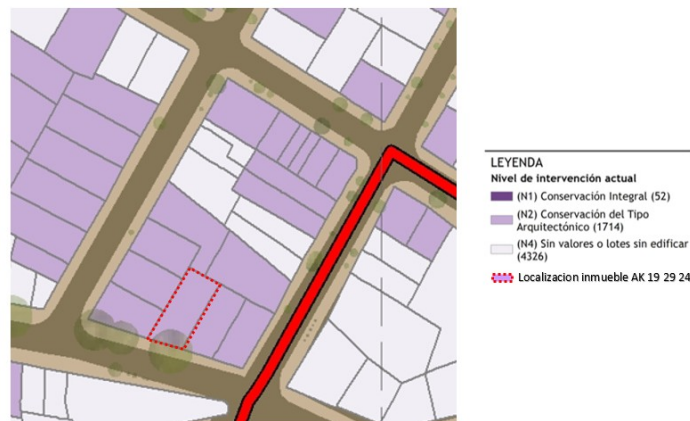 LEYENDA
Nivel de intervención actual
(N1) Conservación Integral (52)
(N2) Conservación del Tipo
Arquitectónico (1714)
(N4) Sin valores o lotes sin edificar
(4326)
Localizacion inmueble AK 19 29 24